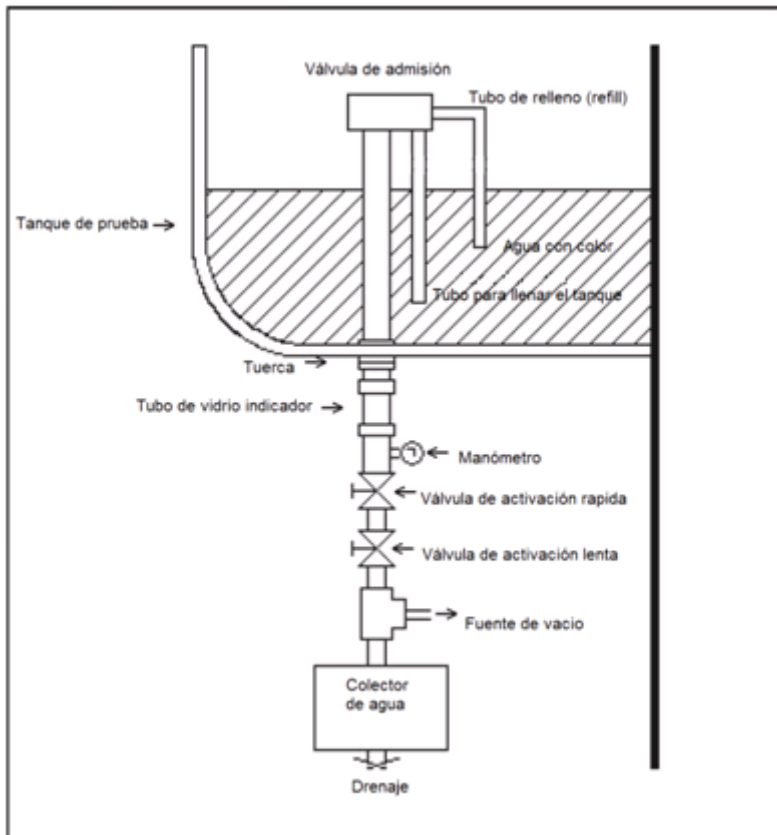 Válvula de admisión
Tubo de relleno (refill)
Tanque de prueba
Agua con color
Tubo para llenar el tanque
Tuerca
Tubo de vidrio indicador
Manómetro
Válvula de activación rapida
Válvula de activación lenta
Fuente de vacio
Colector
de agua
Drenaje